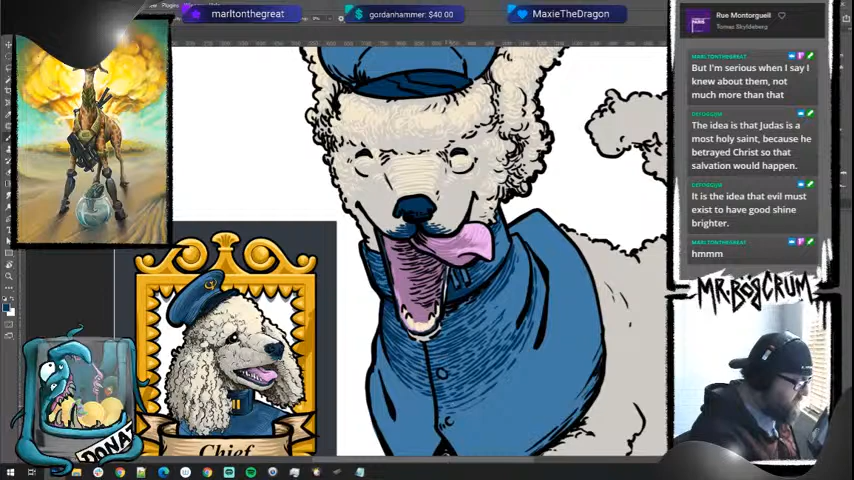 marltonthegreat
gordanhammer: $40.00
MaxieTheDragon
Rue Montorgueil
Tomas Skyldeberg
MARLTONTHEGREAT
But I'm serious when I say I
knew about them, not
much more than that
The idea is that Judas is a
most holy saint, because he
betrayed Christ so that
salvation would happen.
It is the idea that evil must
exist to have good shine
brighter.
MARLTONTHEGREAT
hmmm
MR.BOGCRUM
Chief
DONAT